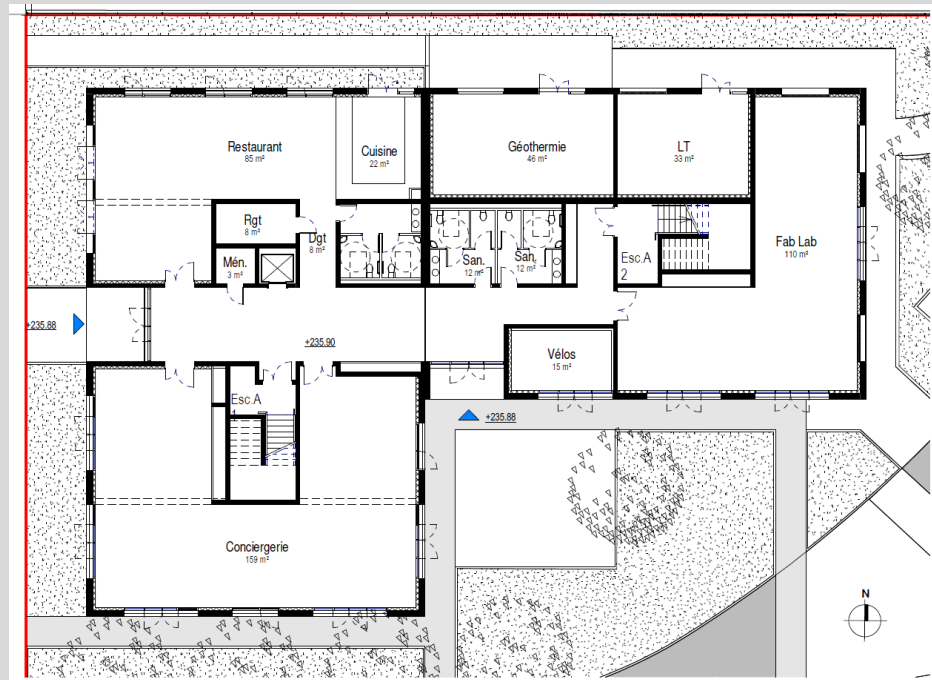 Restaurant
85 m²
Cuisine
22 m²
Géothermie
46 m²
LT
33 m²
Rgt
8 m²
Dgt
8 m²
Mén.
3 m²
San.
12 m²
San.
12 m²
Esc.A
2
Fab Lab
110 m²
+235.88
+235.90
Vélos
15 m²
Esc.A
1
+235.88
Conciergerie
159 m²
N